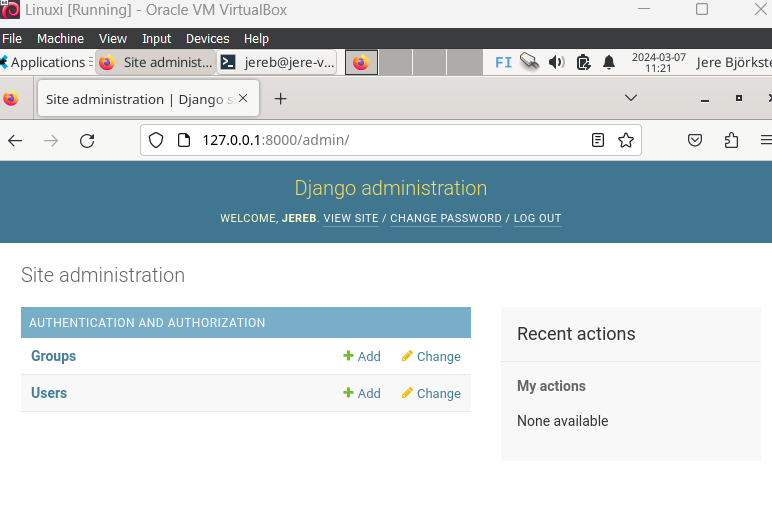 Linuxi [Running] - Oracle VM VirtualBox
File Machine View Input Devices Help
Applications Site administ... jereb@jere-v... FI 2024-03-07 Jere Björkste
11:21
Site administration | Django s
127.0.0.1:8000/admin/
Django administration
WELCOME, JEREB. VIEW SITE / CHANGE PASSWORD / LOG OUT
Site administration
AUTHENTICATION AND AUTHORIZATION
Groups Add Change
Users Add Change
Recent actions
My actions
None available